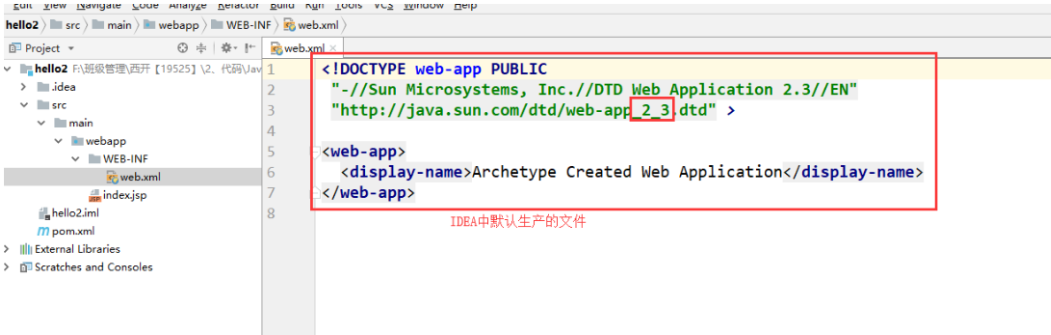 Edit View Navigate Code Analyze Refactor Build Run Tools VCS Window Help
hello2 src main webapp WEB-INF web.xml
Project
web.xml
hello2 F:\班级管理\西开【19525】\2、代码\Jav
.idea
src
main
webapp
WEB-INF
web.xml
index.jsp
hello2.iml
pom.xml
External Libraries
Scratches and Consoles
1 <!DOCTYPE web-app PUBLIC
2 "-//Sun Microsystems, Inc.//DTD Web Application 2.3//EN"
3 "http://java.sun.com/dtd/web-app_2_3.dtd" >
4
5 <web-app>
6 <display-name>Archetype Created Web Application</display-name>
7 </web-app>
8
IDEA中默认生产的文件